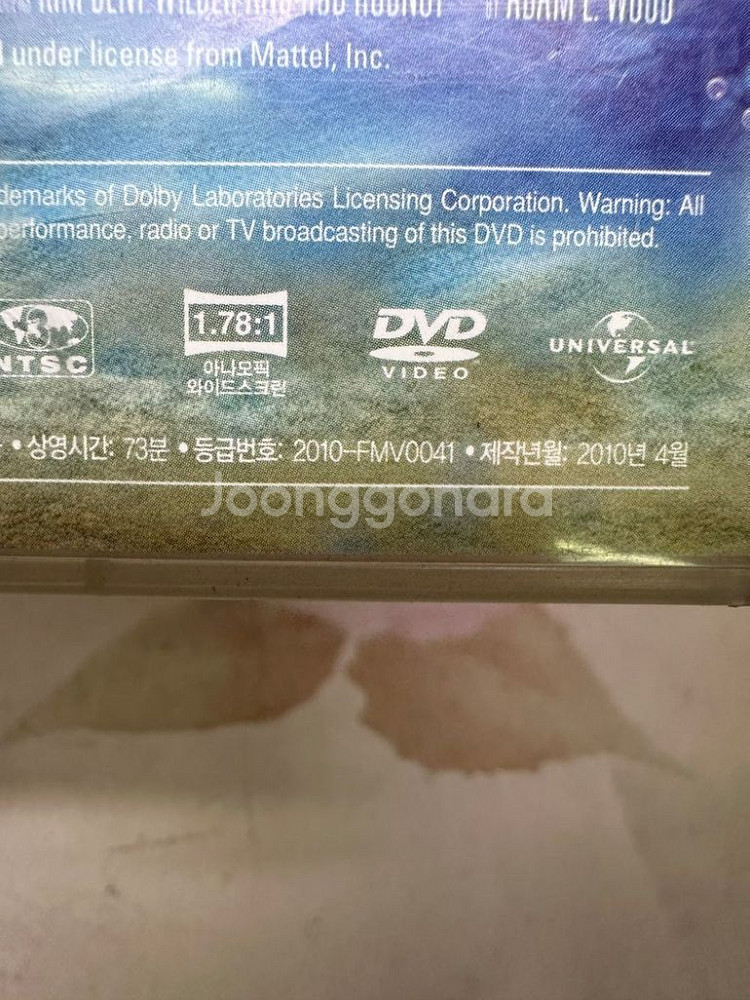 ADAM L. WOOD
under license from Mattel, Inc.
demarks of Dolby Laboratories Licensing Corporation. Warning: All
performance, radio or TV broadcasting of this DVD is prohibited.
3
NTSC
1.78:1
아나모픽
와이드스크린
DVD
VIDEO
UNIVERSAL
• 상영시간: 73분 • 등급번호: 2010-FMV0041 • 제작년월: 2010년 4월
Joonggonara